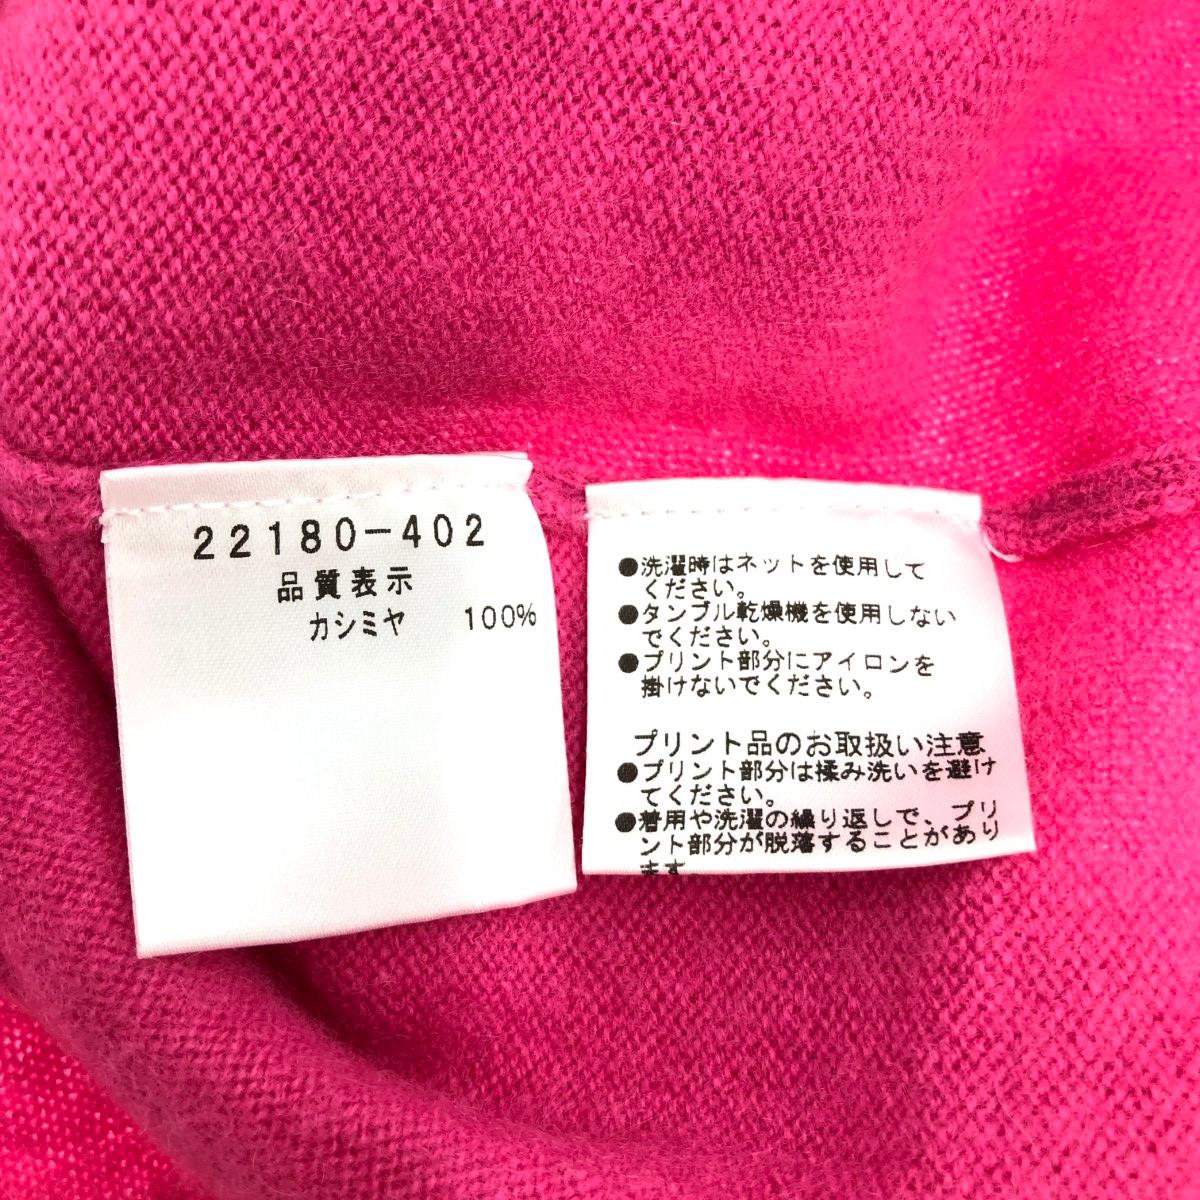 22180-402
品質表示
カシミヤ 100%
●洗濯時はネットを使用して
ください。
●タンブル乾燥機を使用しない
でください。
●プリント部分にアイロンを
掛けないでください。
プリント品のお取扱い注意
●プリント部分は揉み洗いを避け
てください。
●着用や洗濯の繰り返しで、プリ
ント部分が脱落することがあり
ます。